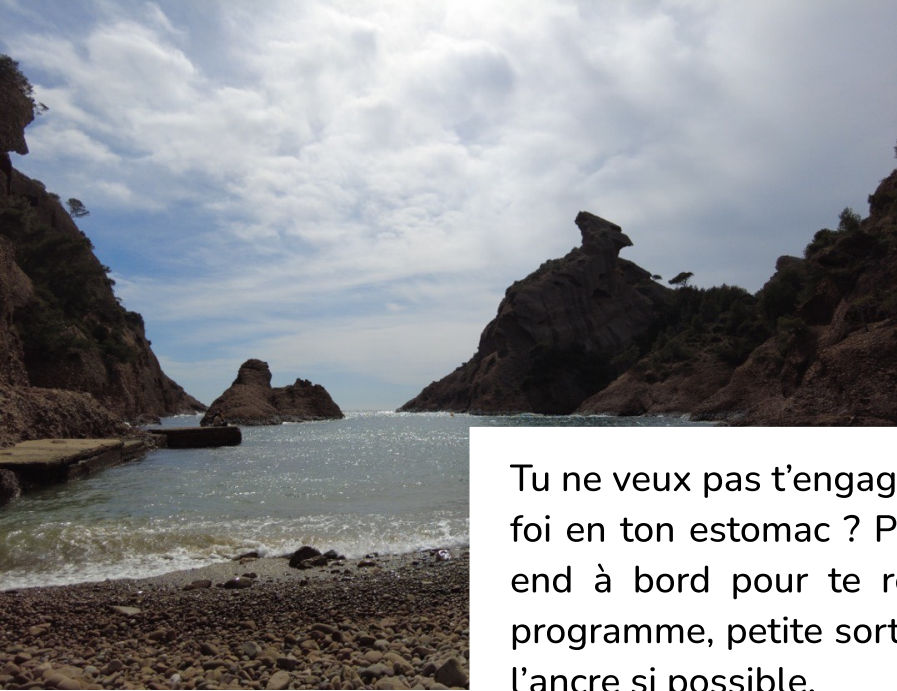 Tu ne veux pas t’engag
foi en ton estomac ? P
end à bord pour te r
programme, petite sort
l’ancre si possible.